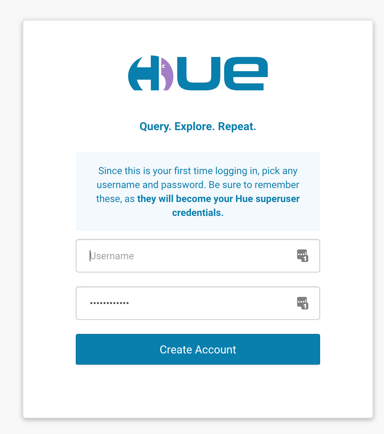 HUE
Query. Explore. Repeat.
Since this is your first time logging in, pick any
username and password. Be sure to remember
these, as they will become your Hue superuser
credentials.
Username
••••••••••••
Create Account